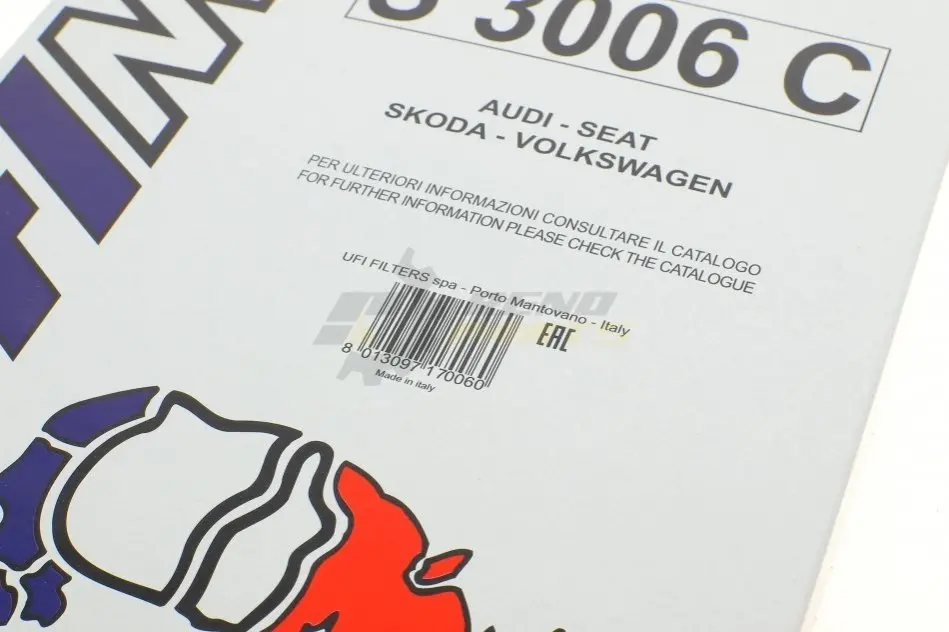 3006 C
AUDI - SEAT
SKODA - VOLKSWAGEN
PER ULTERIORI INFORMAZIONI CONSULTARE IL CATALOGO
FOR FURTHER INFORMATION PLEASE CHECK THE CATALOGUE
UFI FILTERS spa - Porto Mantovano - Italy
EAC
8 013097 170060
Made in italy